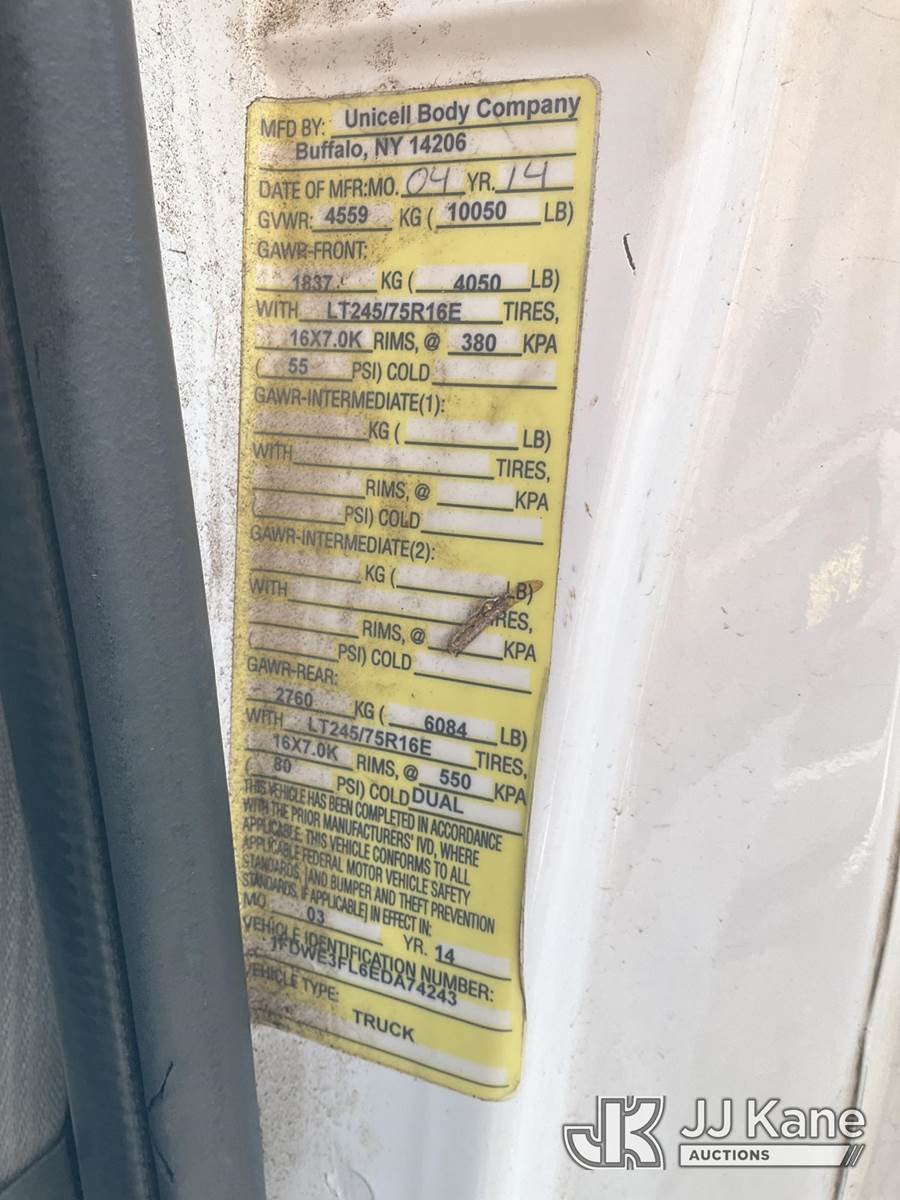 MFD BY: Unicell Body Company
Buffalo, NY 14206
DATE OF MFR:MO. 04 YR. 14
GVWR: 4559 KG ( 10050 LB)
GAWR-FRONT:
1837 KG ( 4050 LB)
WITH LT245/75R16E TIRES,
16X7.0K RIMS, @ 380 KPA
( 55 PSI) COLD
GAWR-INTERMEDIATE(1):
KG ( LB)
WITH TIRES,
RIMS, @ KPA
( PSI) COLD
GAWR-INTERMEDIATE(2):
KG ( LB)
WITH TIRES,
RIMS, @ KPA
( PSI) COLD
GAWR-REAR:
2760 KG ( 6084 LB)
WITH LT245/75R16E TIRES,
16X7.0K RIMS, @ 550 KPA
( 80 PSI) COLD DUAL
THIS VEHICLE HAS BEEN COMPLETED IN ACCORDANCE
WITH THE PRIOR MANUFACTURERS' IVD, WHERE
APPLICABLE. THIS VEHICLE CONFORMS TO ALL
APPLICABLE FEDERAL MOTOR VEHICLE SAFETY
STANDARDS, [AND BUMPER AND THEFT PREVENTION
STANDARDS, IF APPLICABLE] IN EFFECT IN:
MO. 03 YR. 14
VEHICLE IDENTIFICATION NUMBER:
1FDWE3FL6EDA74243
VEHICLE TYPE:
TRUCK
JK JJ Kane
AUCTIONS